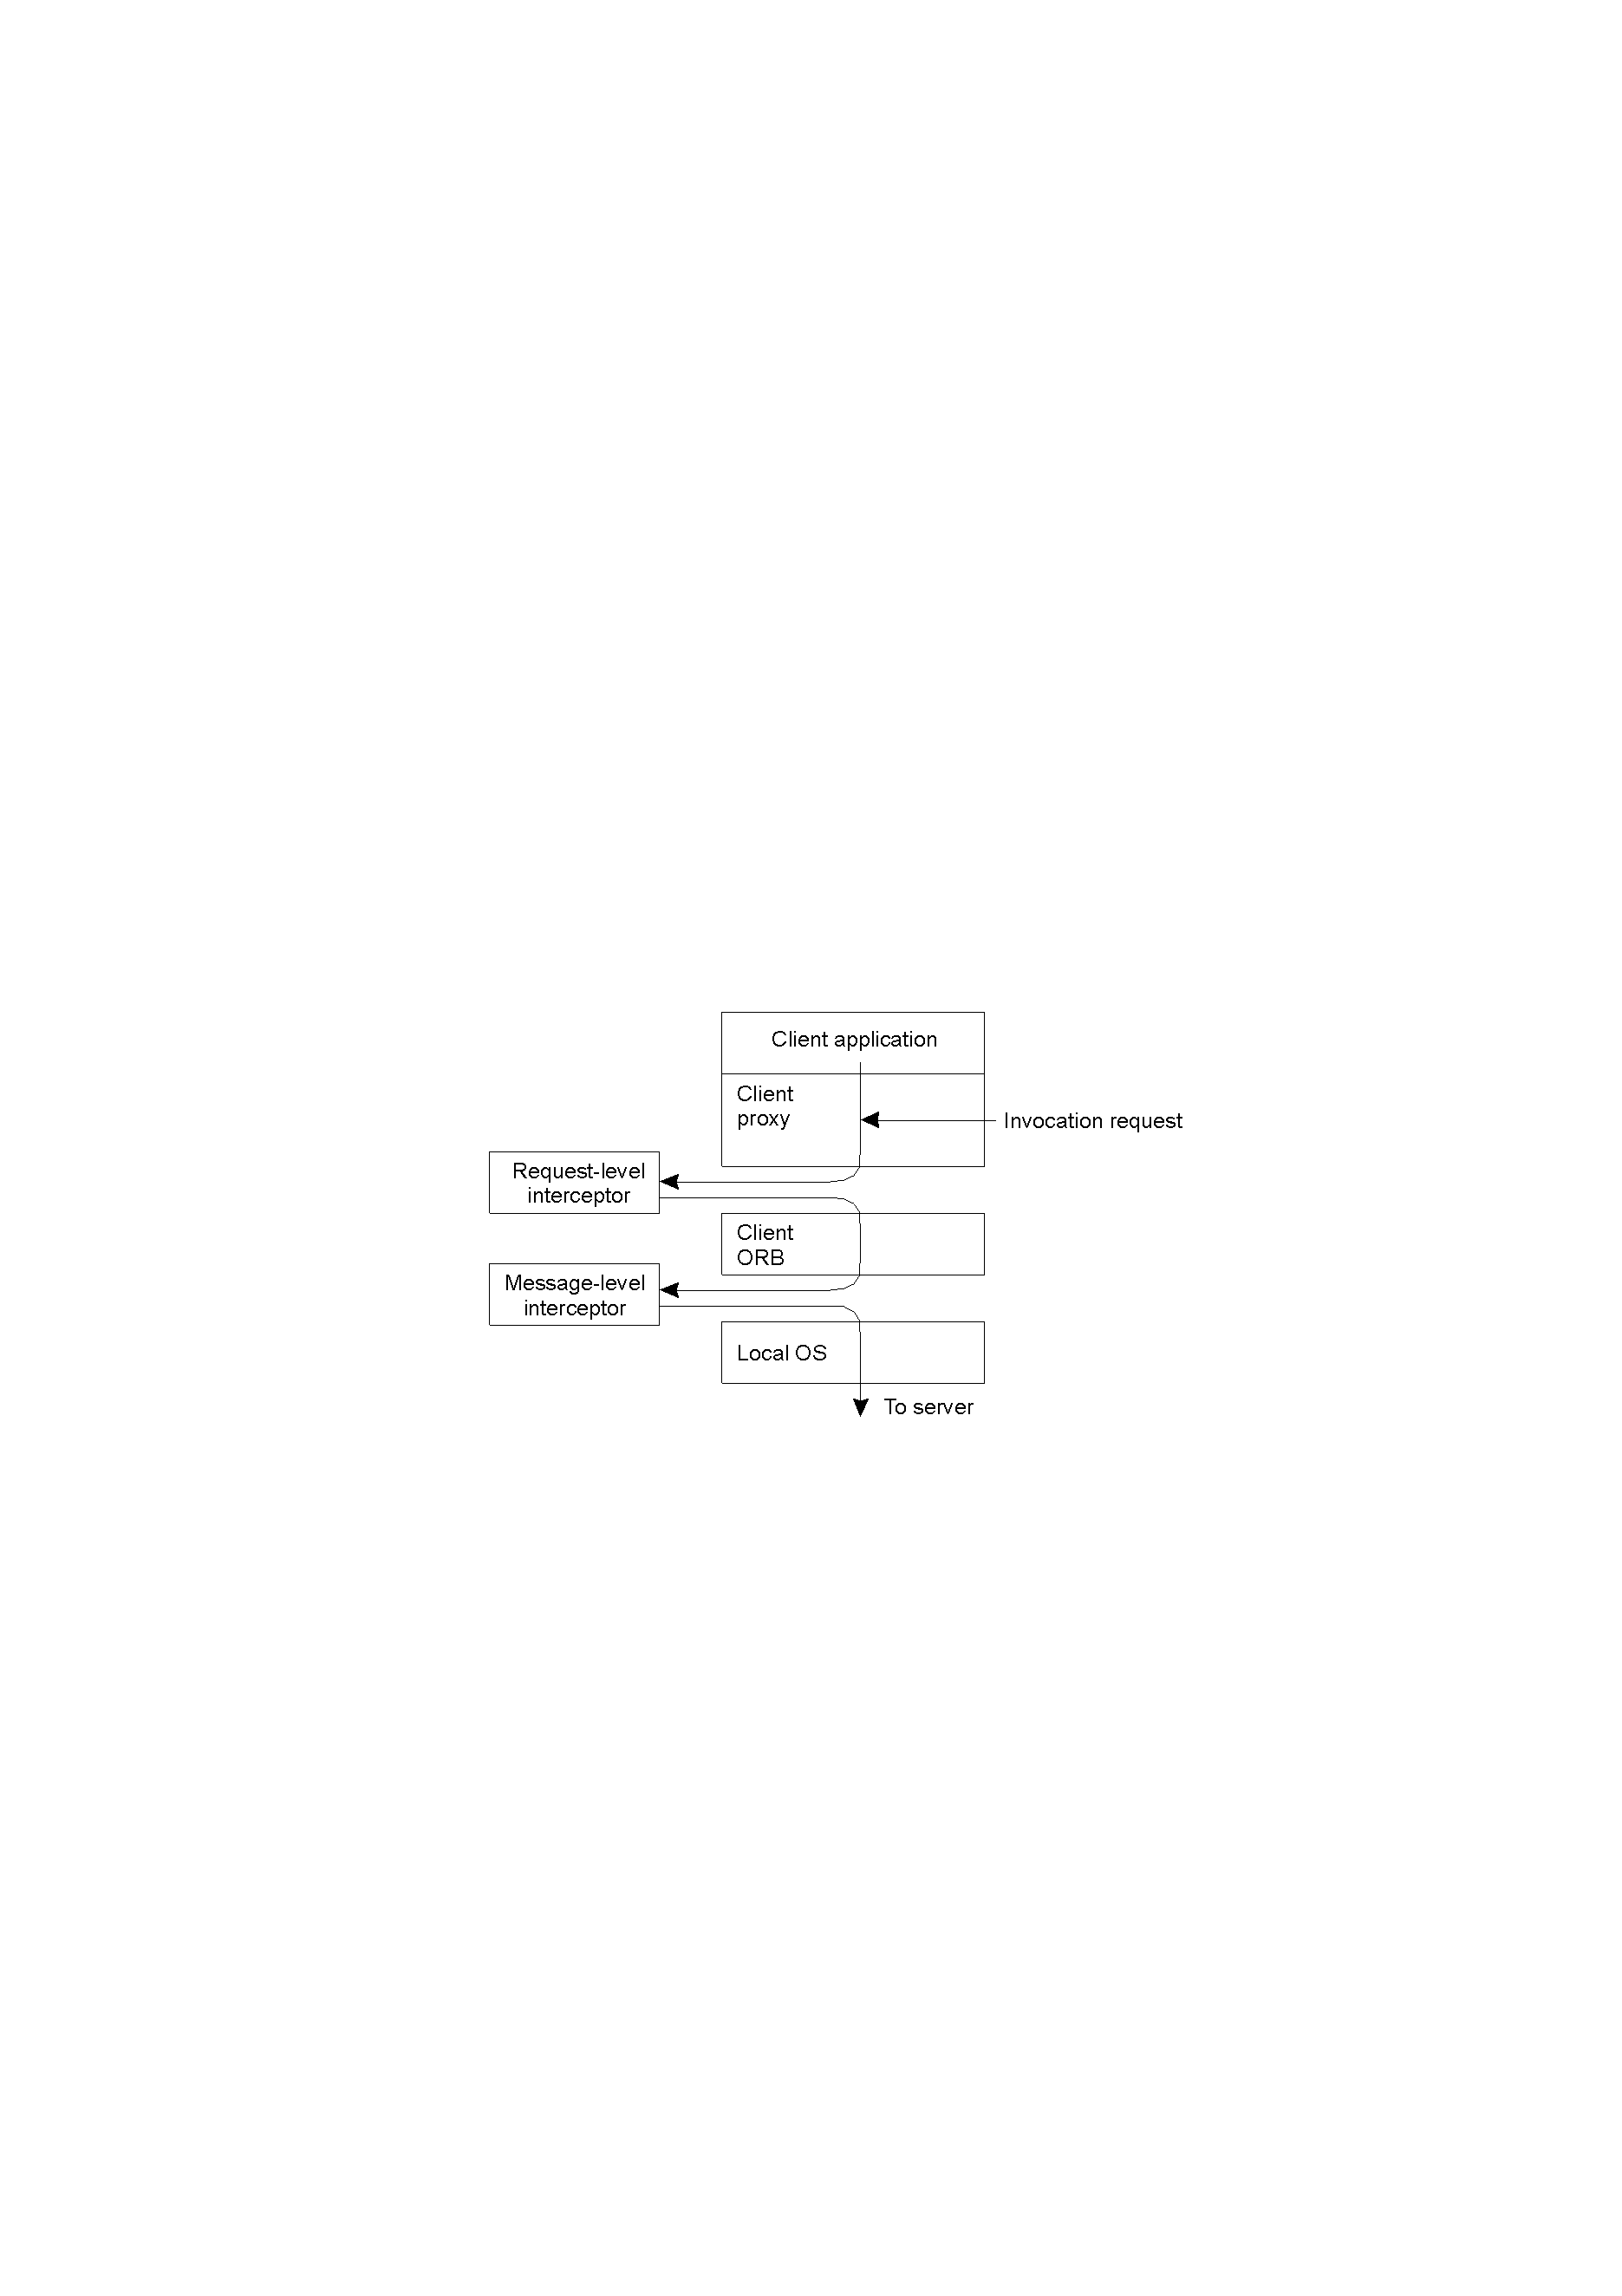 Client application
Client
proxy
Invocation request
Request-level
interceptor
Client
ORB
Message-level
interceptor
Local OS
To server